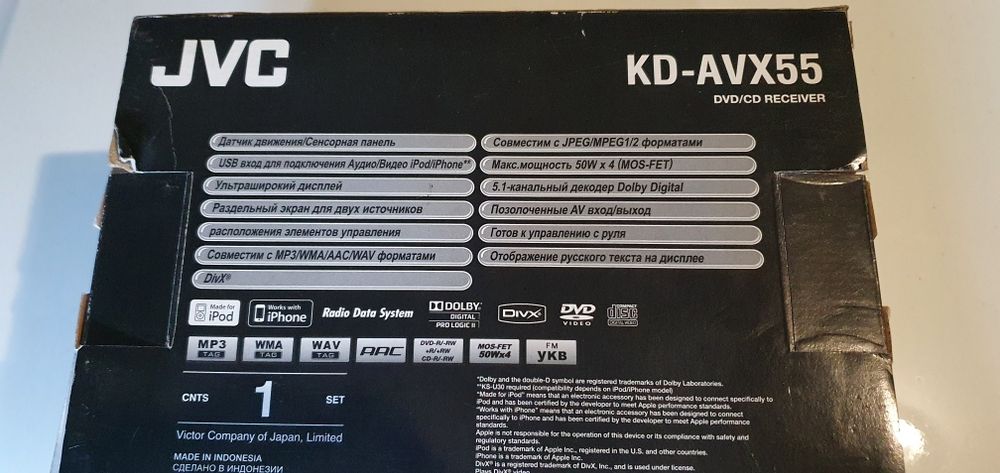 JVC
KD-AVX55
DVD/CD RECEIVER
Датчик движения/Сенсорная панель
USB вход для подключения Аудио/Видео iPod/iPhone**
Ультраширокий дисплей
Раздельный экран для двух источников
расположения элементов управления
Совместим с MP3/WMA/AAC/WAV форматами
DivX®
Совместим с JPEG/MPEG1/2 форматами
Макс.мощность 50W x 4 (MOS-FET)
5.1-канальный декодер Dolby Digital
Позолоченные AV вход/выход
Готов к управлению с руля
Отображение русского текста на дисплее
Made for
iPod
Works with
iPhone
Radio Data System
DOLBY
DIGITAL
PRO LOGIC II
DIVX
DVD
VIDEO
COMPACT
disc
DIGITAL VIDEO
MP3
TAG
WMA
TAG
WAV
TAG
AAC
DVD-R/-RW
+R/+RW
CD-R/-RW
MOS-FET
50Wx4
FM
УКВ
CNTS 1 SET
Victor Company of Japan, Limited
MADE IN INDONESIA
СДЕЛАНО В ИНДОНЕЗИИ
*Dolby and the double-D symbol are registered trademarks of Dolby Laboratories.
**KS-U30 required (compatibility depends on iPod/iPhone model)
"Made for iPod" means that an electronic accessory has been designed to connect specifically to
iPod and has been certified by the developer to meet Apple performance standards.
"Works with iPhone" means that an electronic accessory has been designed to connect
specifically to iPhone and has been certified by the developer to meet Apple performance
standards.
Apple is not responsible for the operation of this device or its compliance with safety and
regulatory standards.
iPod is a trademark of Apple Inc., registered in the U.S. and other countries.
iPhone is a trademark of Apple Inc.
DivX® is a registered trademark of DivX, Inc., and is used under license.
Plays DivX® video